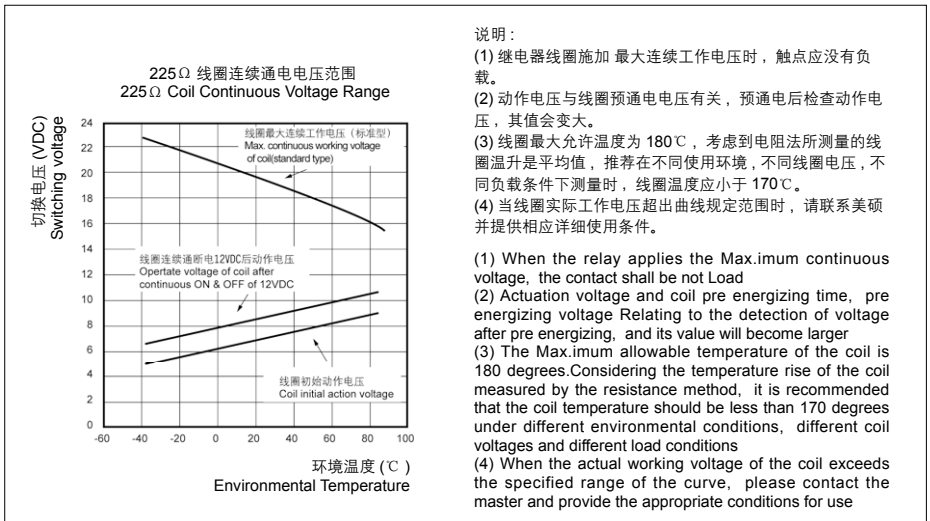 225Ω 线圈连续通电电压范围
225Ω Coil Continuous Voltage Range
切换电压 (VDC)
Switching voltage
24
22
20
18
16
14
12
10
8
6
4
2
0
-60
-40
-20
0
20
40
60
80
100
线圈最大连续工作电压（标准型）
Max. continuous working voltage
of coil(standard type)
线圈连续通断电12VDC后动作电压
Opertate voltage of coil after
continuous ON & OFF of 12VDC
线圈初始动作电压
Coil initial action voltage
环境温度 (℃)
Environmental Temperature
说明：
(1) 继电器线圈施加 最大连续工作电压时，触点应没有负
载。
(2) 动作电压与线圈预通电电压有关，预通电后检查动作电
压，其值会变大。
(3) 线圈最大允许温度为 180℃，考虑到电阻法所测量的线
圈温升是平均值，推荐在不同使用环境，不同线圈电压，不
同负载条件下测量时，线圈温度应小于 170℃。
(4) 当线圈实际工作电压超出曲线规定范围时，请联系美硕
并提供相应详细使用条件。
(1) When the relay applies the Max.imum continuous
voltage, the contact shall be not Load
(2) Actuation voltage and coil pre energizing time, pre
energizing voltage Relating to the detection of voltage
after pre energizing, and its value will become larger
(3) The Max.imum allowable temperature of the coil is
180 degrees.Considering the temperature rise of the coil
measured by the resistance method, it is recommended
that the coil temperature should be less than 170 degrees
under different environmental conditions, different coil
voltages and different load conditions
(4) When the actual working voltage of the coil exceeds
the specified range of the curve, please contact the
master and provide the appropriate conditions for use